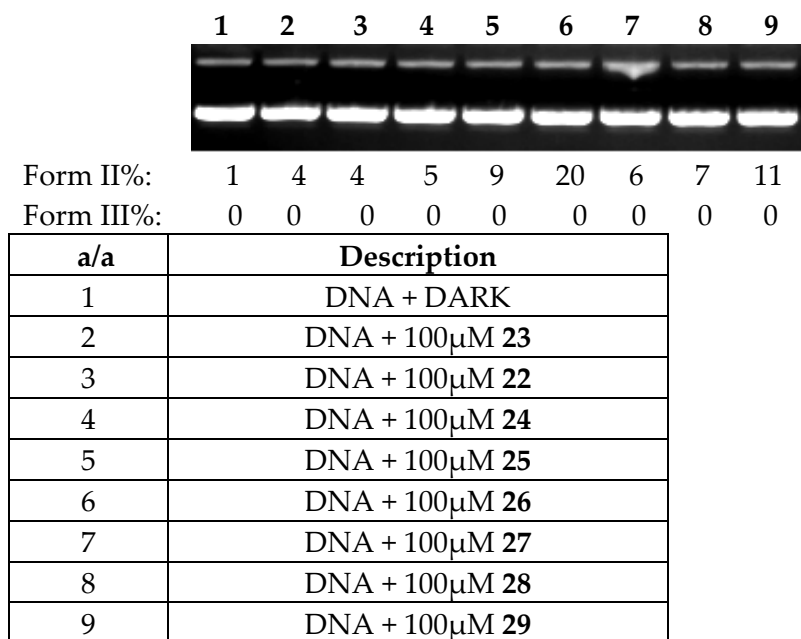 1 2 3 4 5 6 7 8 9
Form II%: 1 4 4 5 9 20 6 7 11
Form III%: 0 0 0 0 0 0 0 0 0
a/a Description
1 DNA + DARK
2 DNA + 100µM 23
3 DNA + 100µM 22
4 DNA + 100µM 24
5 DNA + 100µM 25
6 DNA + 100µM 26
7 DNA + 100µM 27
8 DNA + 100µM 28
9 DNA + 100µM 29